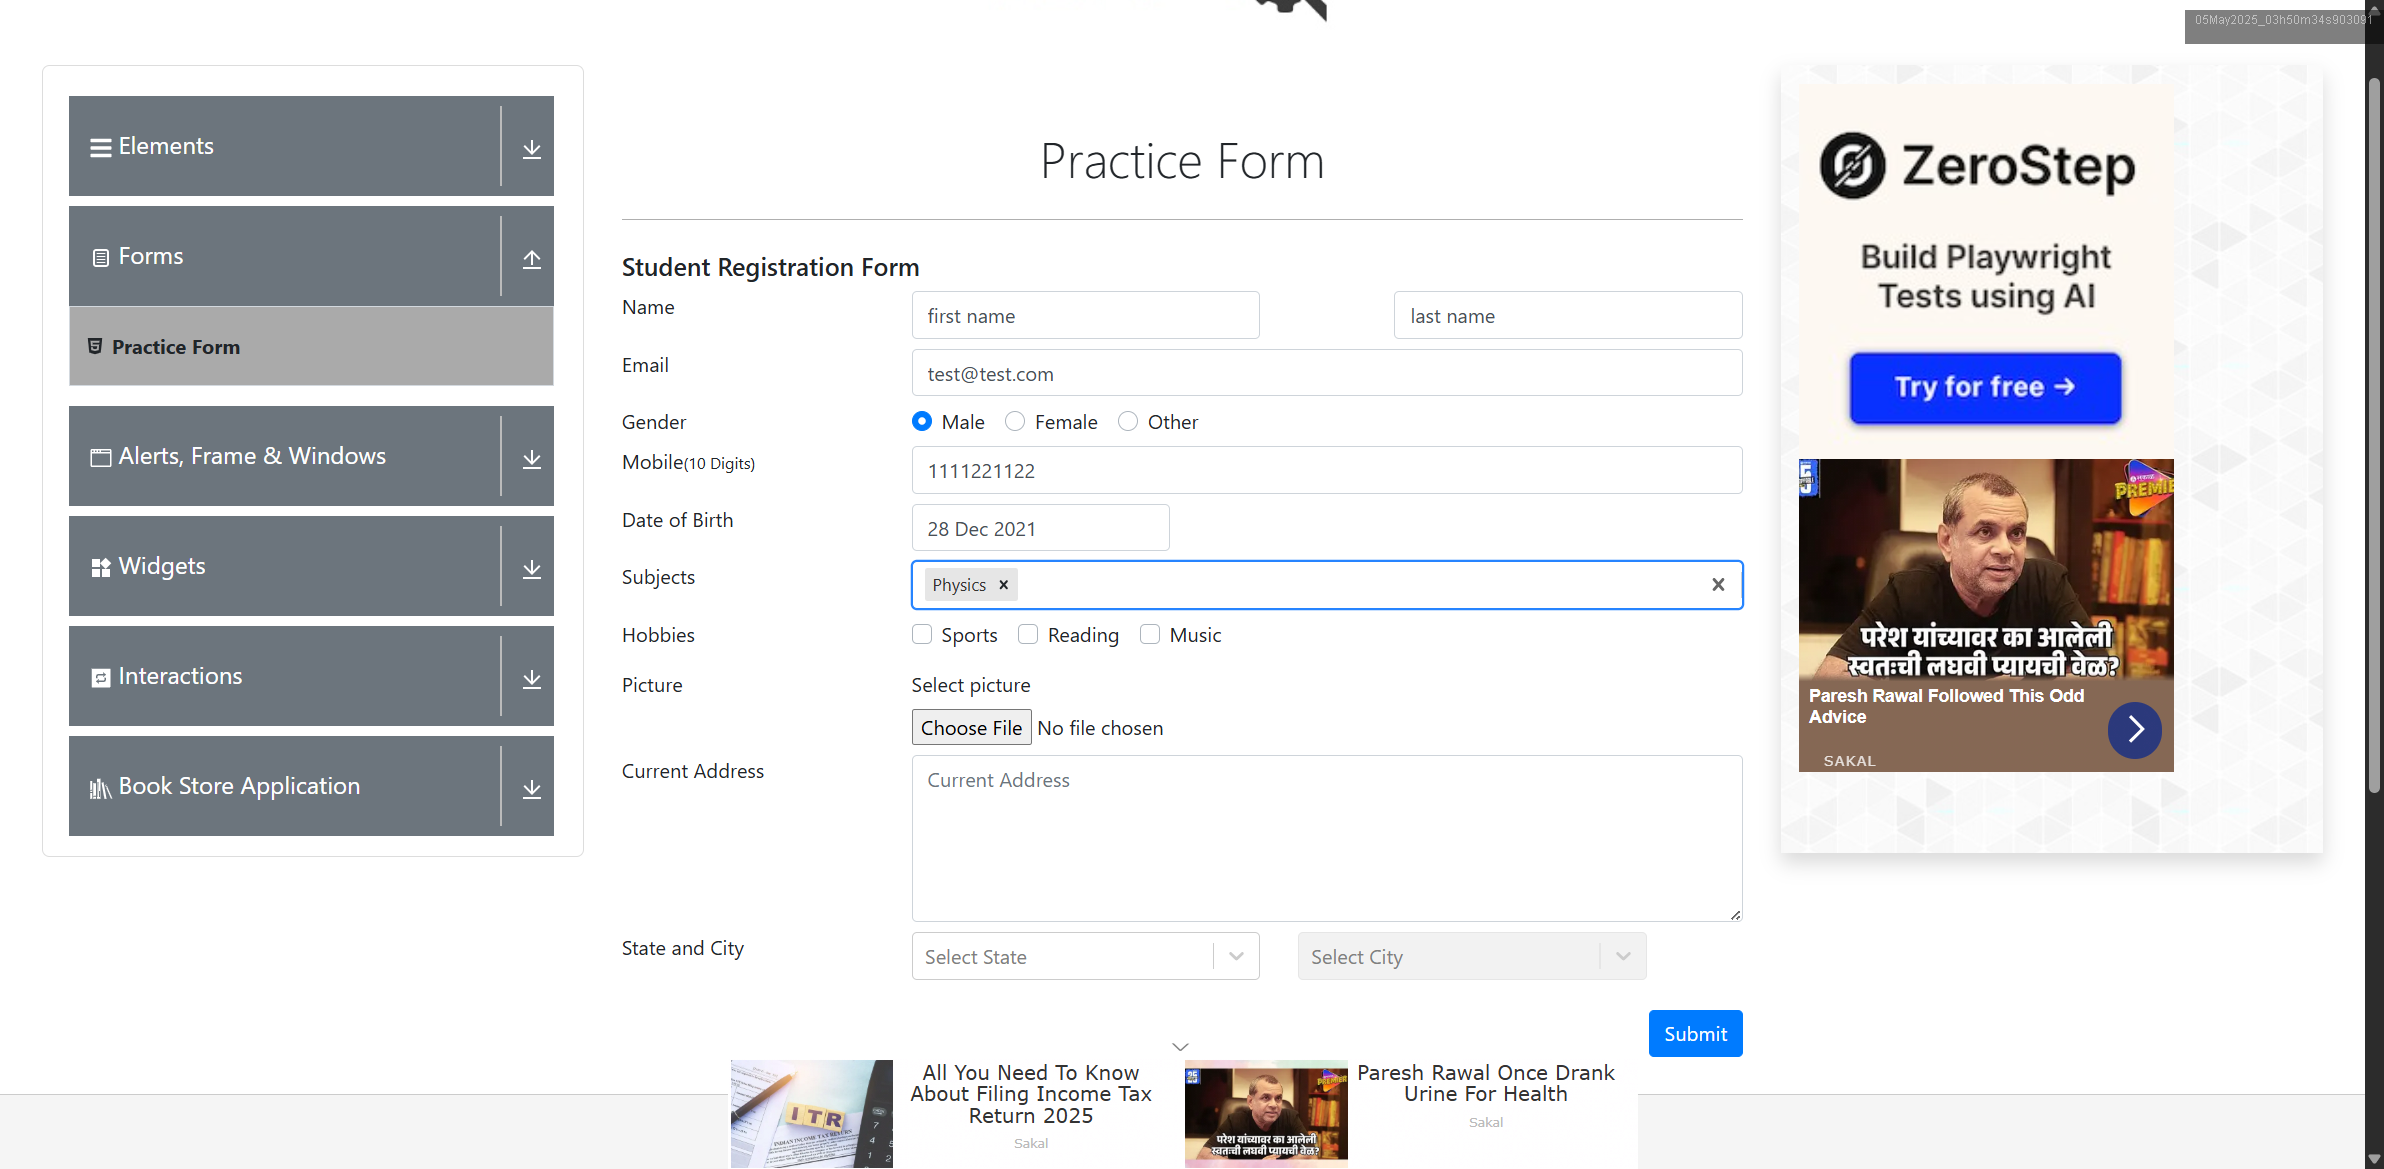 05May2025_03h50m34s903091
Elements
Forms
Practice Form
Alerts, Frame & Windows
Widgets
Interactions
Book Store Application
Practice Form
Student Registration Form
Name
first name
last name
Email
test@test.com
Gender
Male
Female
Other
Mobile(10 Digits)
1111221122
Date of Birth
28 Dec 2021
Subjects
Physics
Hobbies
Sports
Reading
Music
Picture
Select picture
Choose File No file chosen
Current Address
Current Address
State and City
Select State
Select City
Submit
ZeroStep
Build Playwright
Tests using AI
Try for free →
परेश यांच्यावर का आलेली
स्वतःची लघवी प्यायची वेळ?
Paresh Rawal Followed This Odd
Advice
SAKAL
ITR
INDIAN INCOME TAX RETURN
All You Need To Know
About Filing Income Tax
Return 2025
Sakal
परेश यांच्यावर का आलेली
स्वतःची लघवी प्यायची वेळ?
Paresh Rawal Once Drank
Urine For Health
Sakal